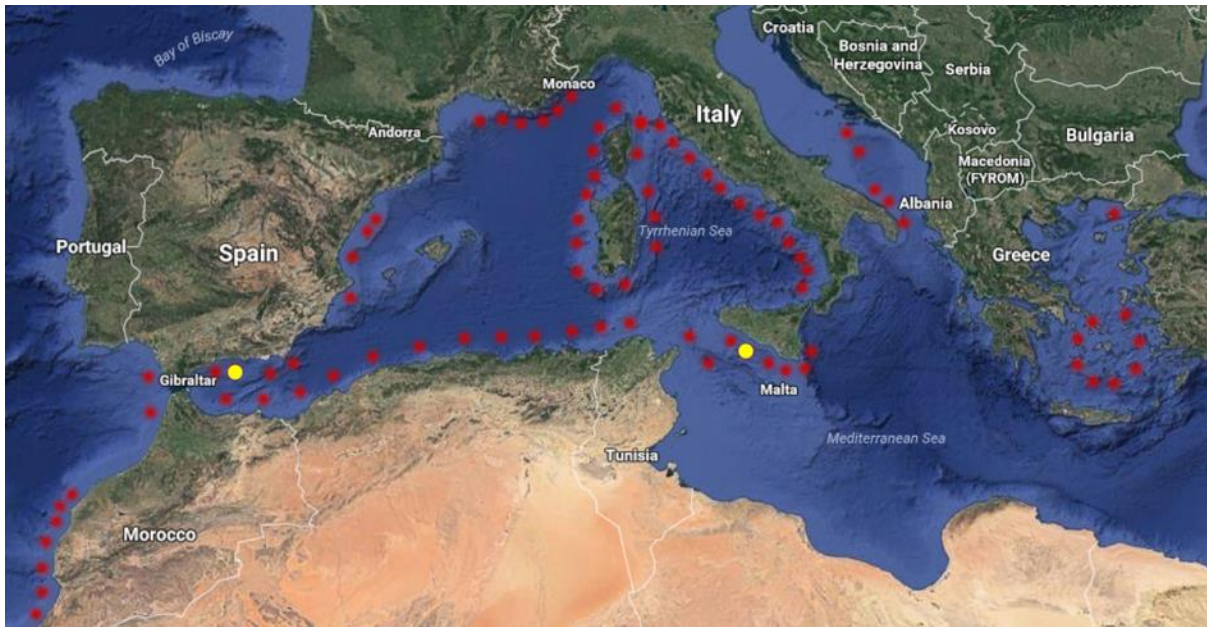 Bay of Biscay
Croatia
Bosnia and
Herzegovina
Serbia
Monaco
Italy
Andorra
Kosovo
Bulgaria
Macedonia
(FYROM)
Albania
Portugal
Spain
Tyrrhenian Sea
Greece
Gibraltar
Malta
Mediterranean Sea
Tunisia
Morocco